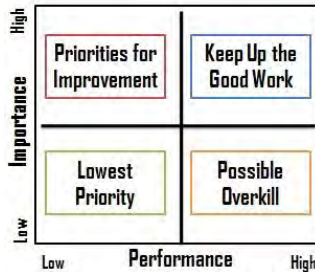 High
Priorities for
Improvement
Keep Up the
Good Work
Importance
Lowest
Priority
Possible
Overkill
Low
Low
Performance
High